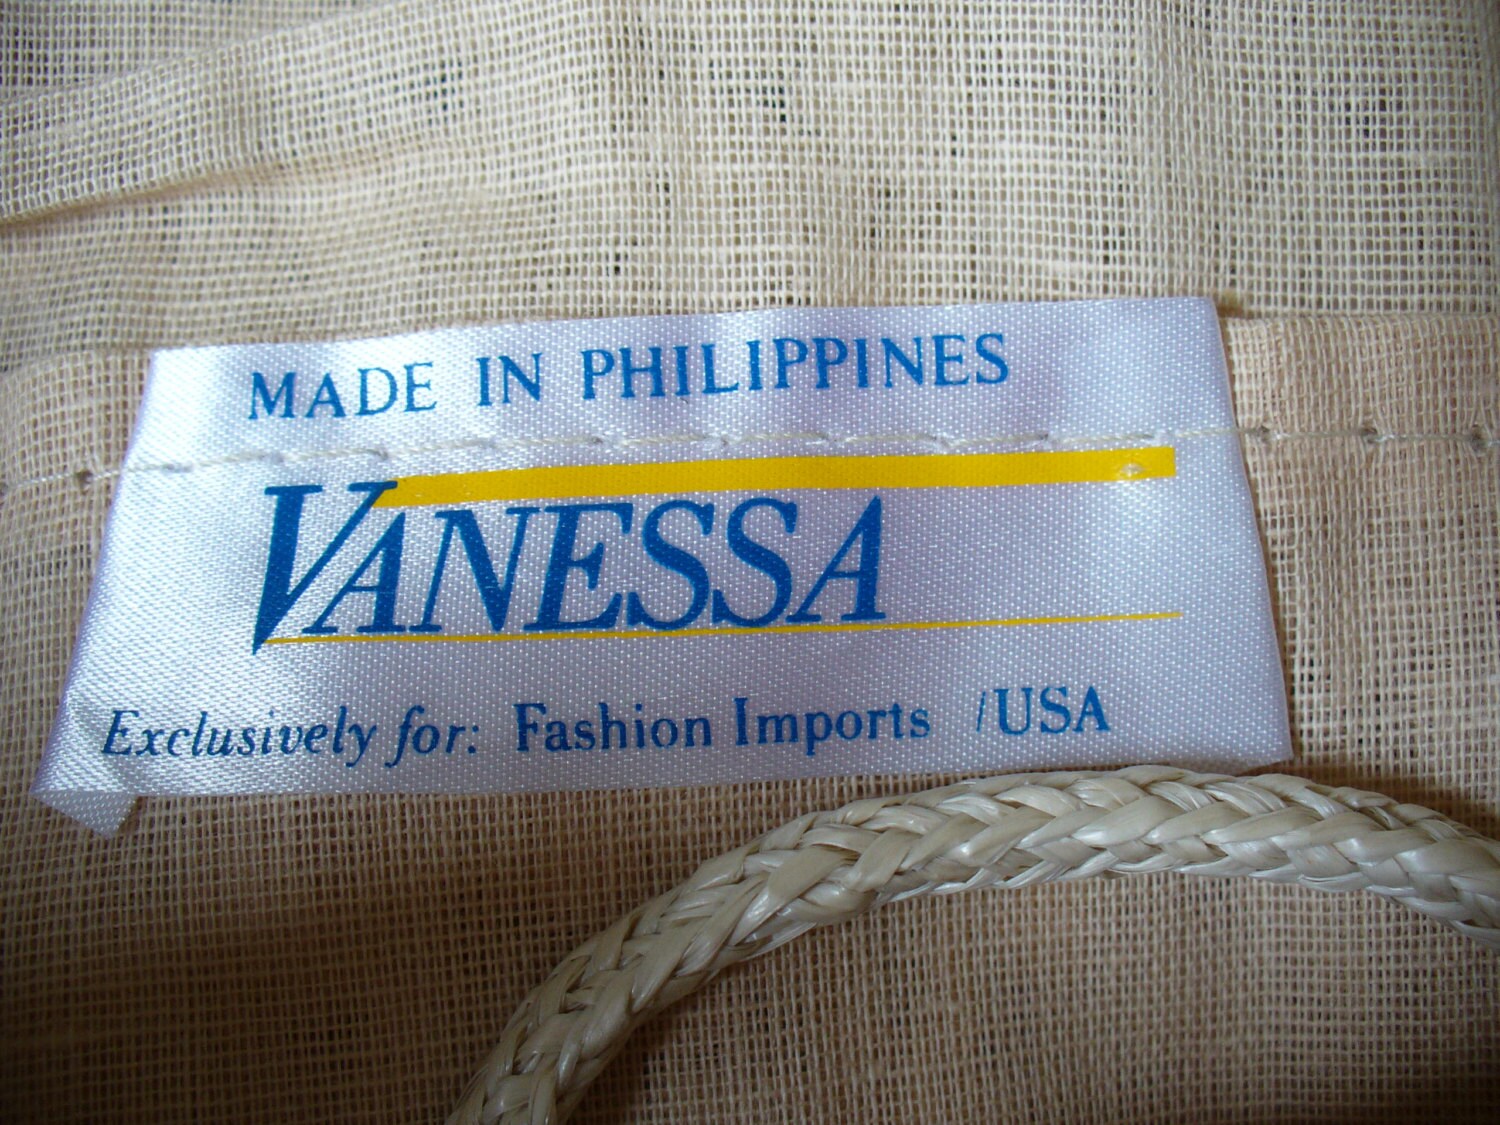 MADE IN PHILIPPINES
VANESSA
Exclusively for: Fashion Imports /USA